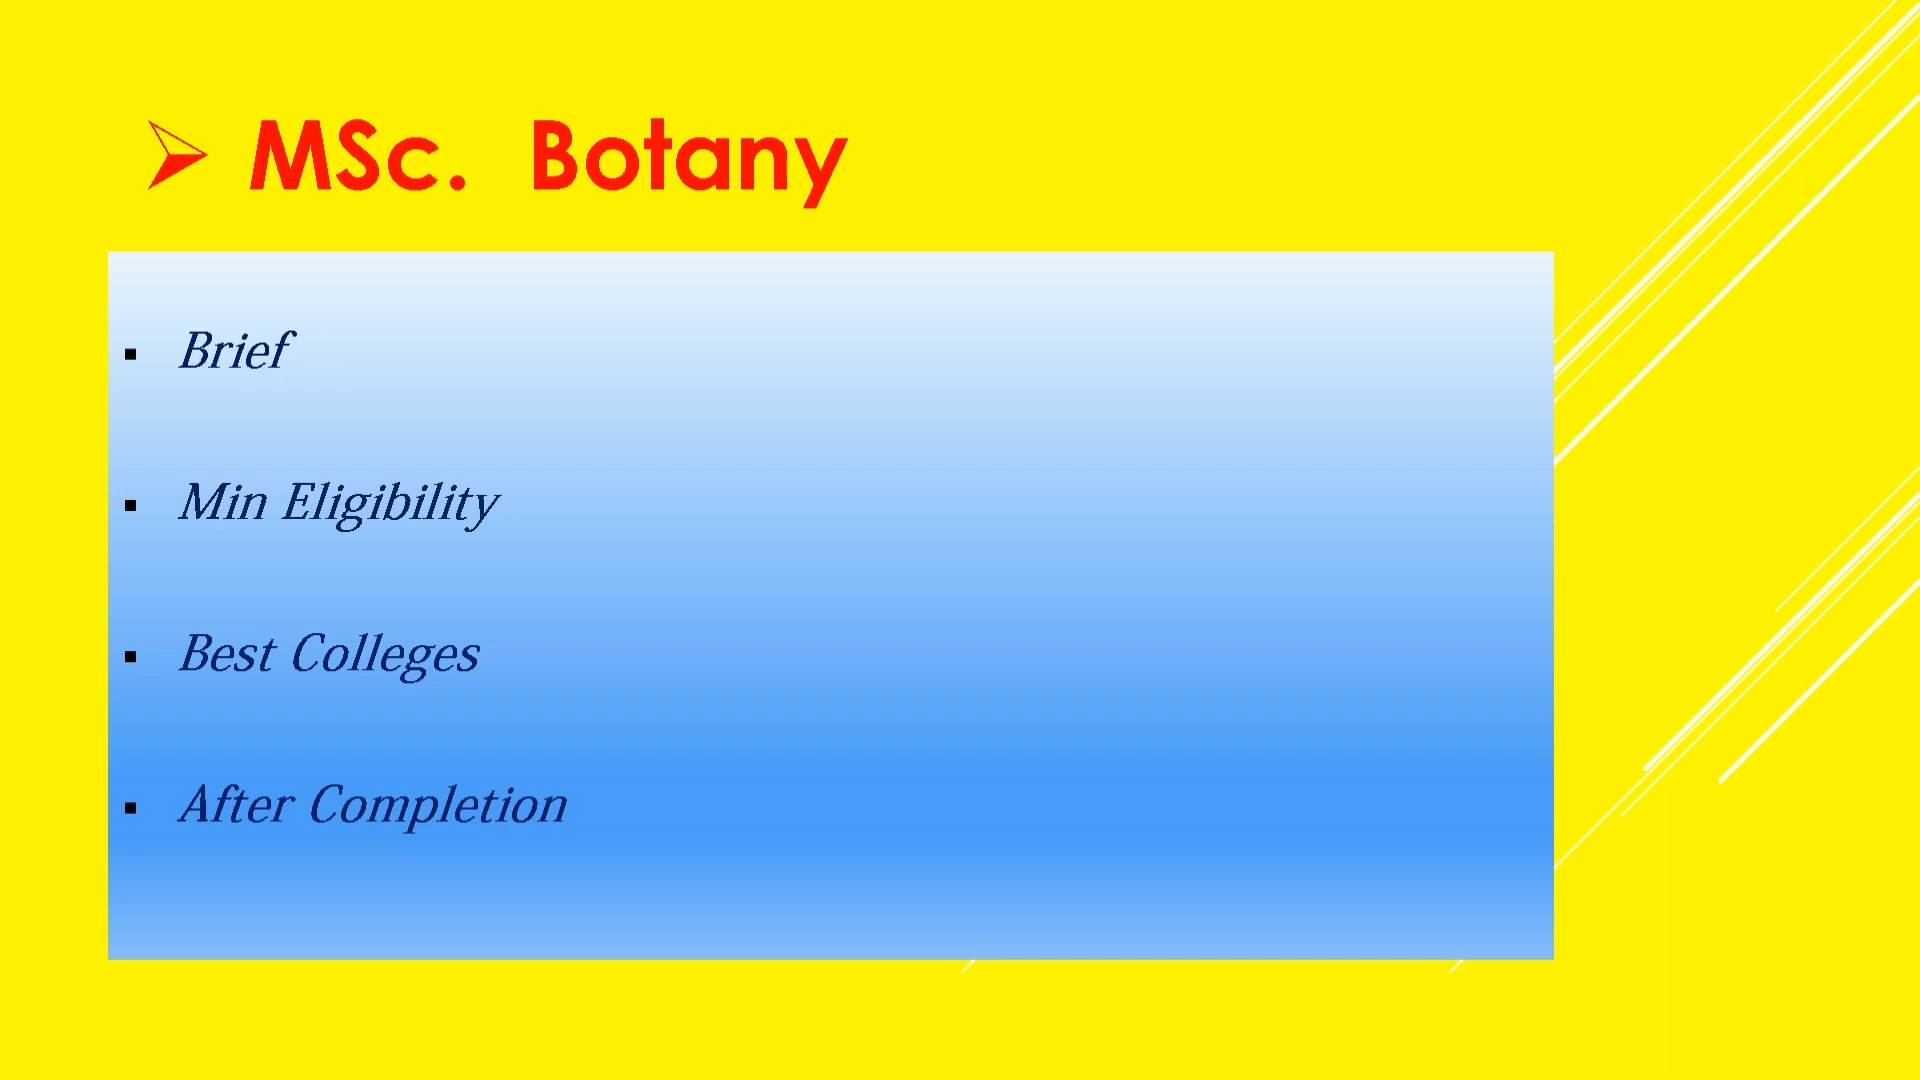 MSc. Botany
Brief
Min Eligibility
Best Colleges
After Completion